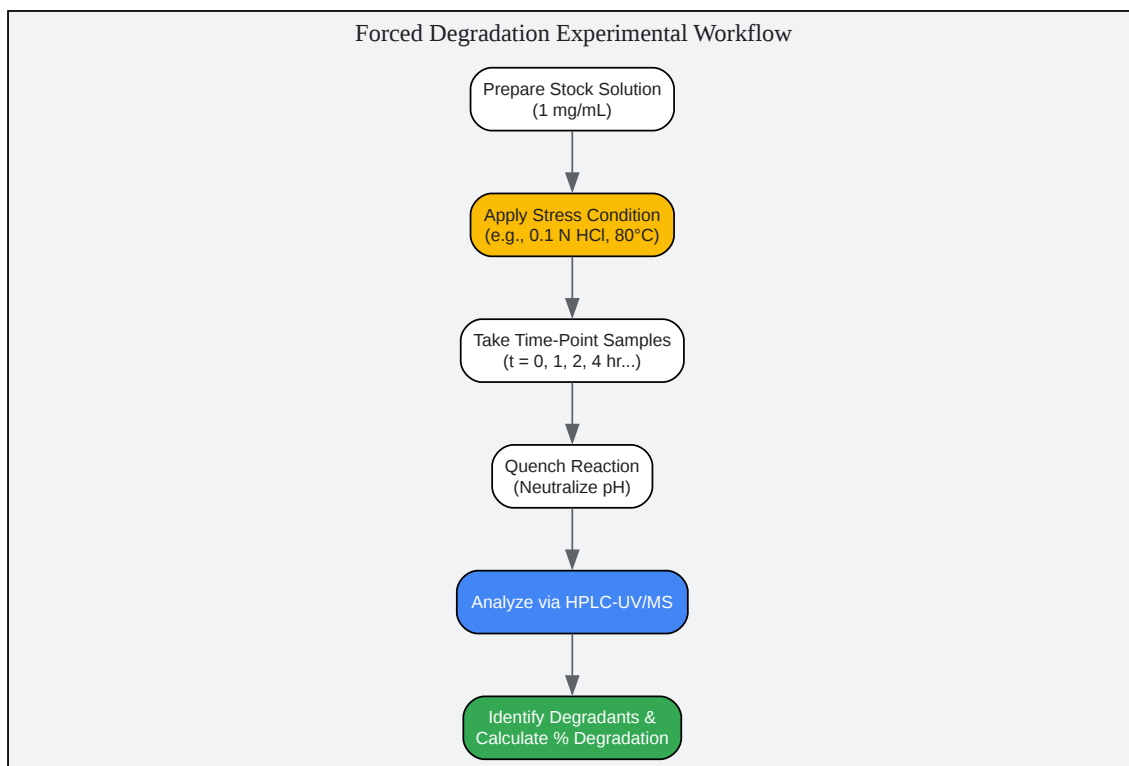 Forced Degradation Experimental Workflow
Prepare Stock Solution
(1 mg/mL)
Apply Stress Condition
(e.g., 0.1 N HCl, 80°C)
Take Time-Point Samples
(t = 0, 1, 2, 4 hr...)
Quench Reaction
(Neutralize pH)
Analyze via HPLC-UV/MS
Identify Degradants &
Calculate % Degradation